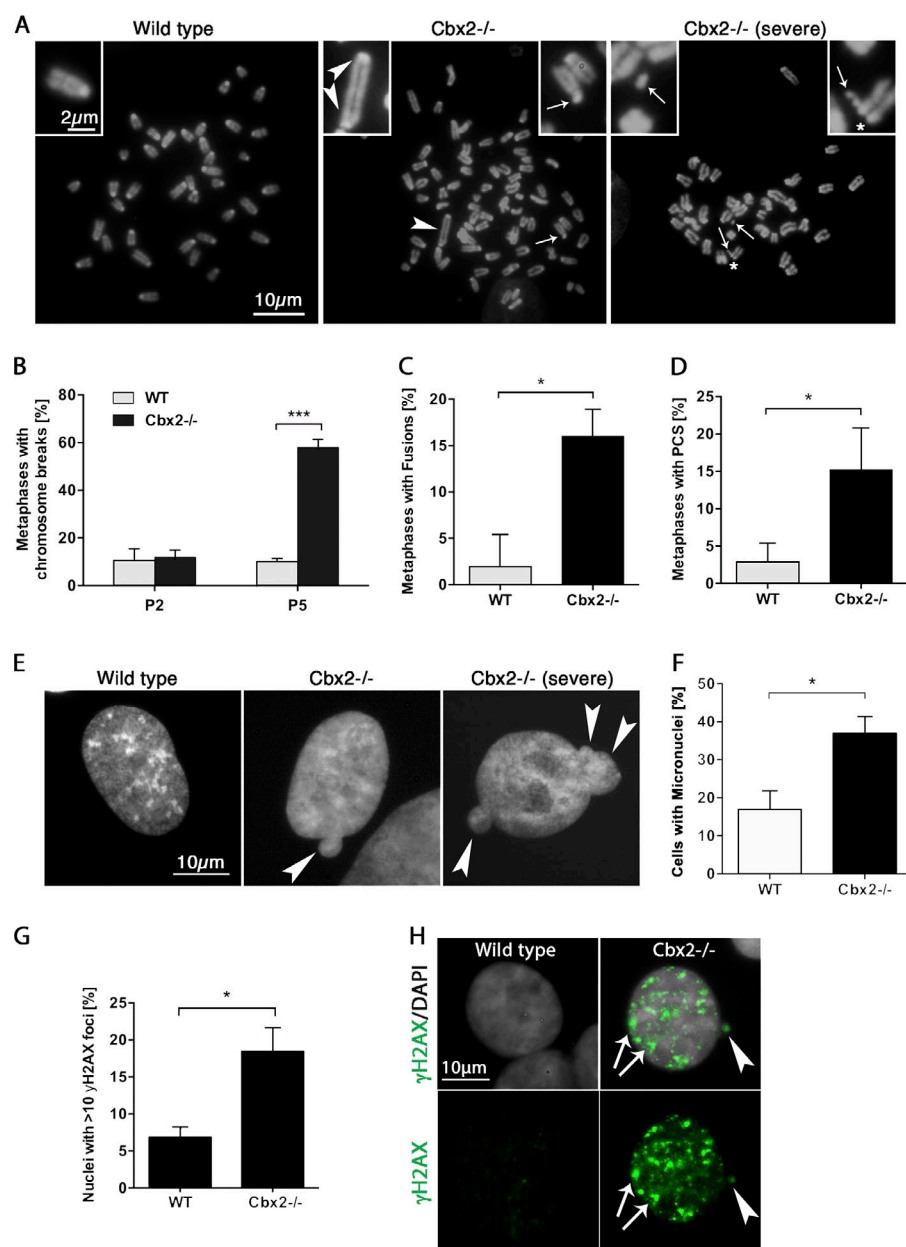 A
Wild type
Cbx2-/-
Cbx2-/- (severe)
2µm
*
*
10µm
B
Metaphases with
chromosome breaks [%]
80
60
40
20
0
WT
Cbx2-/-
***
P2
P5
C
Metaphases with Fusions [%]
20
15
10
5
0
*
WT
Cbx2-/-
D
Metaphases with PCS [%]
25
20
15
10
5
0
*
WT
Cbx2-/-
E
Wild type
Cbx2-/-
Cbx2-/- (severe)
10µm
F
Cells with Micronuclei [%]
50
40
30
20
10
0
*
WT
Cbx2-/-
G
Nuclei with >10 γH2AX foci [%]
25
20
15
10
5
0
*
WT
Cbx2-/-
H
Wild type
Cbx2-/-
γH2AX/DAPI
10µm
γH2AX